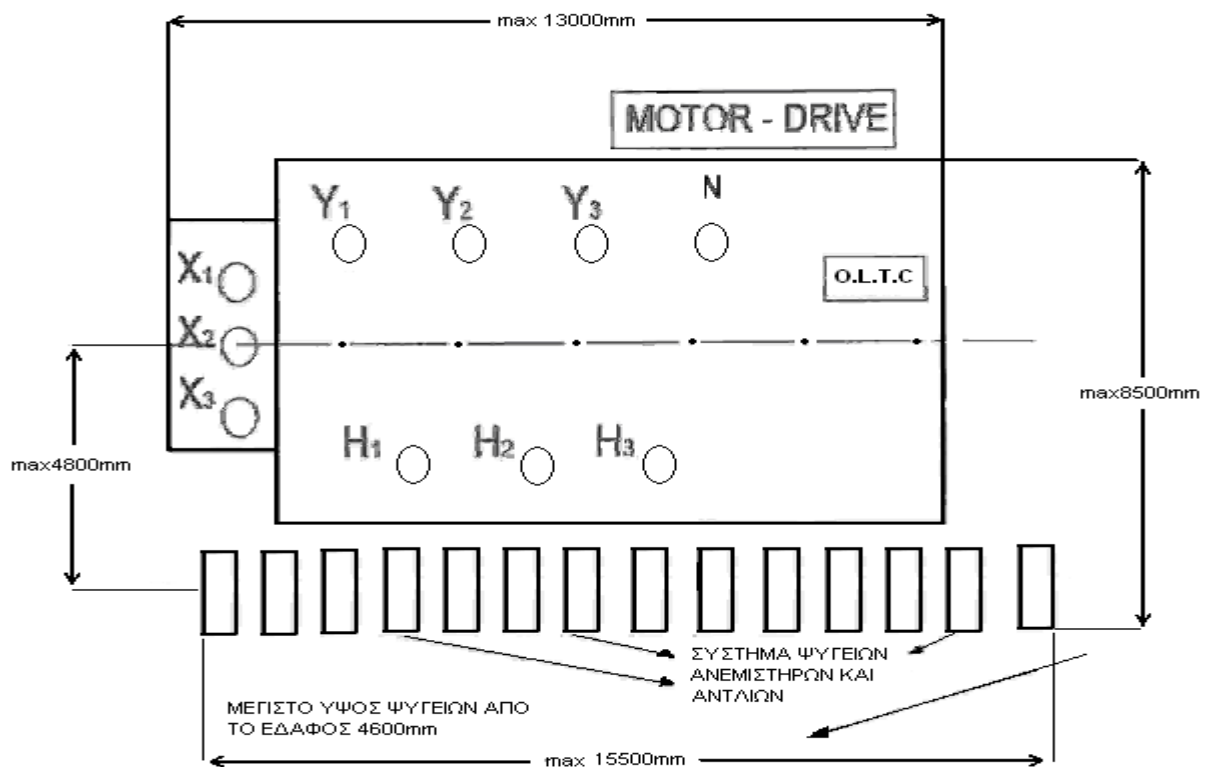 max 13000mm
MOTOR - DRIVE
Y1 Y2 Y3 N
X1
O.L.T.C
X2
X3
max8500mm
H1 H2 H3
max4800mm
ΣΥΣΤΗΜΑ ΨΥΓΕΙΩΝ
ΑΝΕΜΙΣΤΗΡΩΝ ΚΑΙ
ΑΝΤΛΙΩΝ
ΜΕΓΙΣΤΟ ΥΨΟΣ ΨΥΓΕΙΩΝ ΑΠΟ
ΤΟ ΕΔΑΦΟΣ 4600mm
max 15500mm